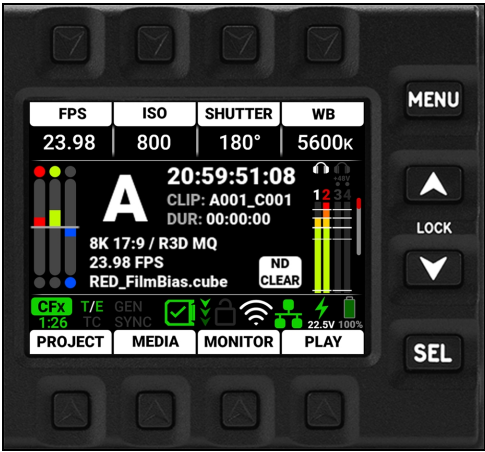 FPS ISO SHUTTER WB
MENU
23.98 800 180° 5600K
20:59:51:08
+48V
A
CLIP: A001_C001
1 2 3 4
DUR: 00:00:00
LOCK
8K 17:9 / R3D MQ
23.98 FPS
ND
CLEAR
RED_FilmBias.cube
CFx T/E GEN
1:26 TC SYNC
22.5V 100%
PROJECT MEDIA MONITOR PLAY
SEL